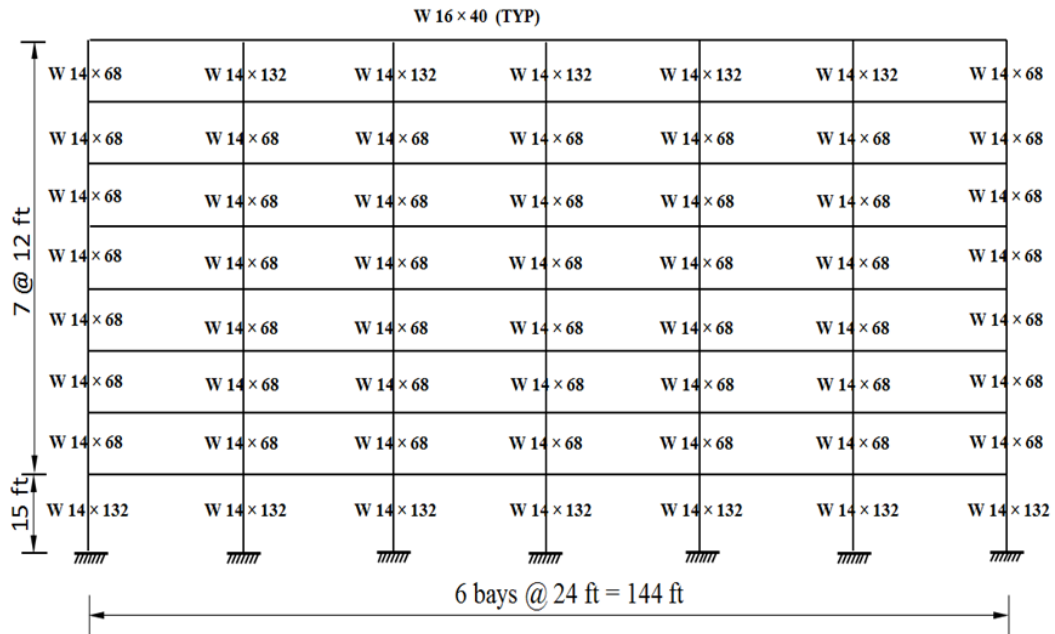 W 16 × 40 (TYP)
W 14 × 68 W 14 × 132 W 14 × 132 W 14 × 132 W 14 × 132 W 14 × 132 W 14 × 68
W 14 × 68 W 14 × 68 W 14 × 68 W 14 × 68 W 14 × 68 W 14 × 68 W 14 × 68
W 14 × 68 W 14 × 68 W 14 × 68 W 14 × 68 W 14 × 68 W 14 × 68 W 14 × 68
W 14 × 68 W 14 × 68 W 14 × 68 W 14 × 68 W 14 × 68 W 14 × 68 W 14 × 68
7 @ 12 ft
W 14 × 68 W 14 × 68 W 14 × 68 W 14 × 68 W 14 × 68 W 14 × 68 W 14 × 68
W 14 × 68 W 14 × 68 W 14 × 68 W 14 × 68 W 14 × 68 W 14 × 68 W 14 × 68
W 14 × 68 W 14 × 68 W 14 × 68 W 14 × 68 W 14 × 68 W 14 × 68 W 14 × 68
15 ft
W 14 × 132 W 14 × 132 W 14 × 132 W 14 × 132 W 14 × 132 W 14 × 132 W 14 × 132
6 bays @ 24 ft = 144 ft